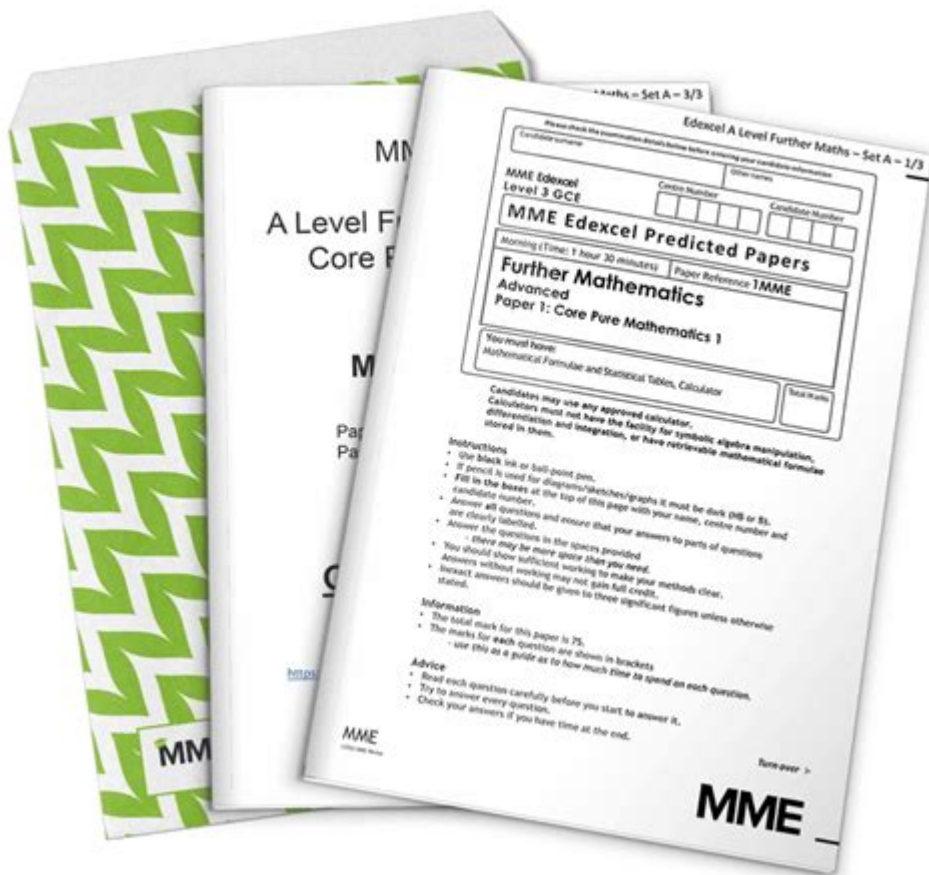 Maths – Set A – 3/3
MM
A Level Fu
Core P
M
Pap
Pa
https
MM
Edexcel A Level Further Maths – Set A – 1/3
Please check the examination details below before entering your candidate information
Candidate surname
Other names
MME Edexcel
Level 3 GCE
Centre Number
Candidate Number
MME Edexcel Predicted Papers
Morning (Time: 1 hour 30 minutes)
Paper Reference 1MME
Further Mathematics
Advanced
Paper 1: Core Pure Mathematics 1
You must have:
Mathematical Formulae and Statistical Tables, Calculator
Total Marks
Candidates may use any approved calculator.
Calculators must not have the facility for symbolic algebra manipulation,
differentiation and integration, or have retrievable mathematical formulae
stored in them.
Instructions
• Use black ink or ball-point pen.
• If pencil is used for diagrams/sketches/graphs it must be dark (HB or B).
• Fill in the boxes at the top of this page with your name, centre number and
candidate number.
• Answer all questions and ensure that your answers to parts of questions
are clearly labelled.
• Answer the questions in the spaces provided
- there may be more space than you need.
• You should show sufficient working to make your methods clear.
Answers without working may not gain full credit.
• Inexact answers should be given to three significant figures unless otherwise
stated.
Information
• The total mark for this paper is 75.
• The marks for each question are shown in brackets
- use this as a guide as to how much time to spend on each question.
Advice
• Read each question carefully before you start to answer it.
• Try to answer every question.
• Check your answers if you have time at the end.
MME
Turn over >
MME